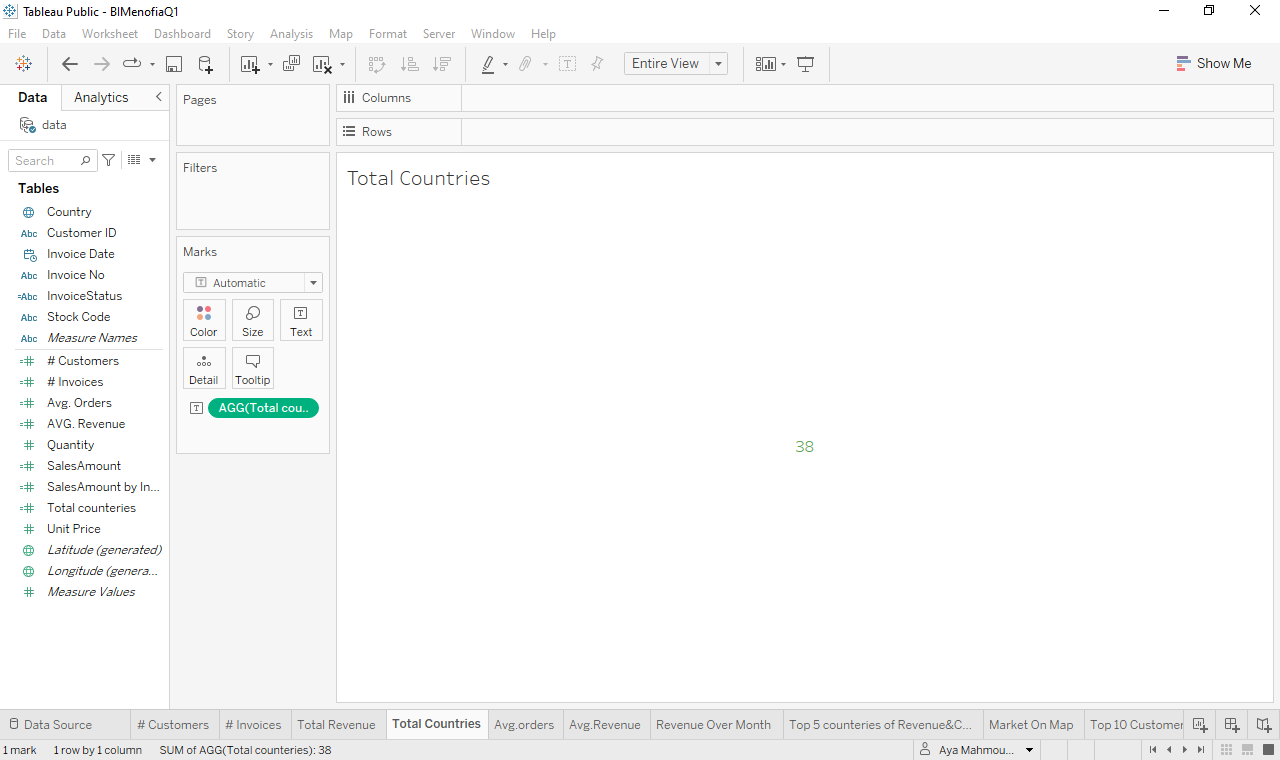 Tableau Public - BIMenofiaQ1
File Data Worksheet Dashboard Story Analysis Map Format Server Window Help
Entire View
Show Me
Data Analytics
data
Search
Tables
Country
Abc Customer ID
Invoice Date
Abc Invoice No
=Abc InvoiceStatus
Abc Stock Code
Abc Measure Names
=# # Customers
=# # Invoices
=# Avg. Orders
=# AVG. Revenue
# Quantity
=# SalesAmount
=# SalesAmount by In...
=# Total counteries
# Unit Price
Latitude (generated)
Longitude (genera...
# Measure Values
Pages
Filters
Marks
T Automatic
Color Size Text
Detail Tooltip
T AGG(Total cou..
Columns
Rows
Total Countries
38
Data Source # Customers # Invoices Total Revenue Total Countries Avg.orders Avg.Revenue Revenue Over Month Top 5 counteries of Revenue&C... Market On Map Top 10 Customer
1 mark 1 row by 1 column SUM of AGG(Total counteries): 38 Aya Mahmou...